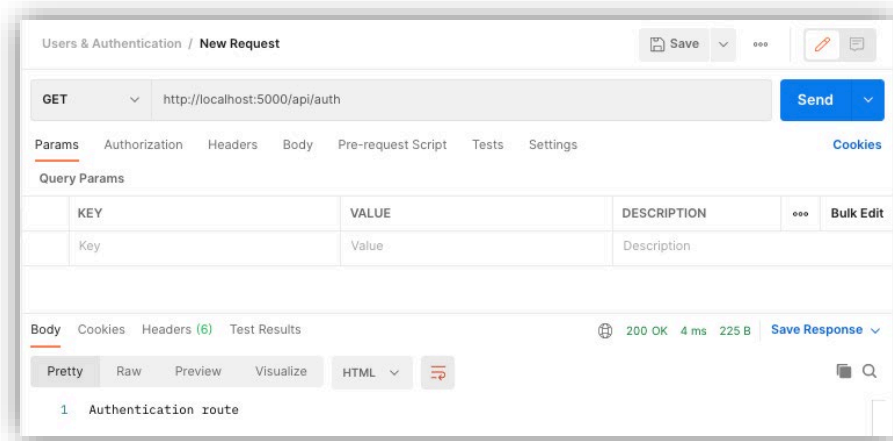 Users & Authentication / New Request
Save
GET http://localhost:5000/api/auth Send
Params Authorization Headers Body Pre-request Script Tests Settings Cookies
Query Params
KEY VALUE DESCRIPTION Bulk Edit
Key Value Description
Body Cookies Headers (6) Test Results 200 OK 4 ms 225 B Save Response
Pretty Raw Preview Visualize HTML
1 Authentication route